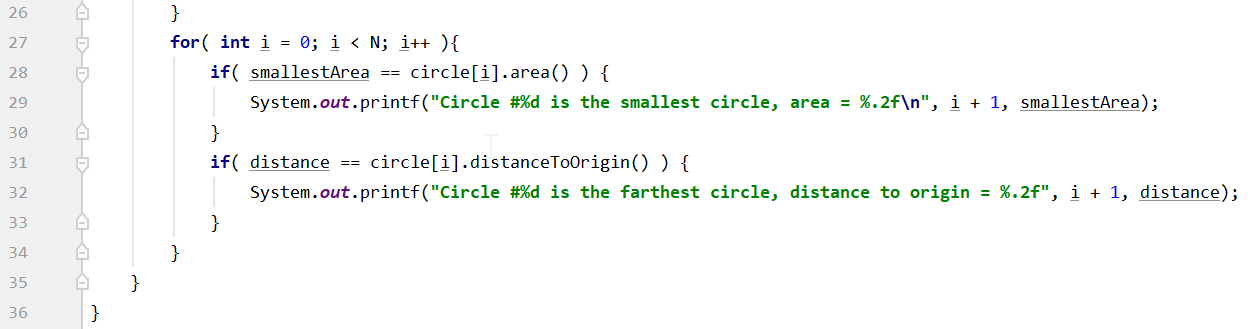 26 }
27 for( int i = 0; i < N; i++ ){
28 if( smallestArea == circle[i].area() ) {
29 System.out.printf("Circle #%d is the smallest circle, area = %.2f\n", i + 1, smallestArea);
30 }
31 if( distance == circle[i].distanceToOrigin() ) {
32 System.out.printf("Circle #%d is the farthest circle, distance to origin = %.2f", i + 1, distance);
33 }
34 }
35 }
36 }